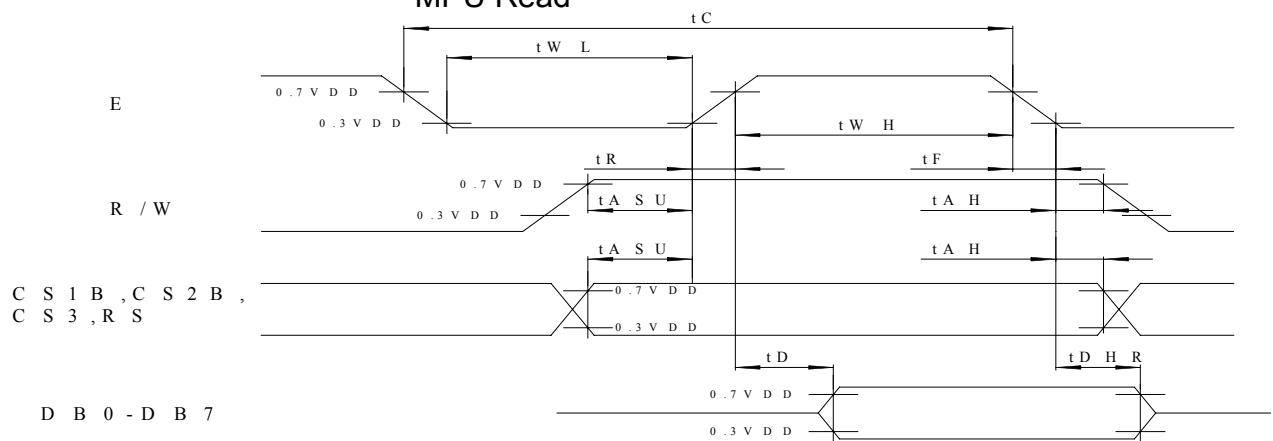 MPU Read
tC
tWL
E
0.7VDD
0.3VDD
tWH
tR
tF
0.7VDD
R/W
0.3VDD
tASU
tAH
tASU
tAH
CS1B,CS2B,
CS3,RS
0.7VDD
0.3VDD
tD
tDHR
0.7VDD
DB0-DB7
0.3VDD